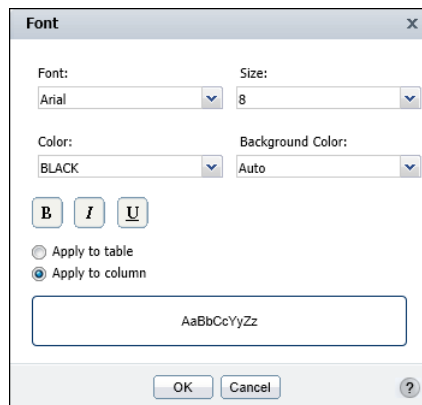 Font x
Font: Size:
Arial 8
Color: Background Color:
BLACK Auto
B I U
Apply to table
Apply to column
AaBbCcYyZz
OK Cancel ?